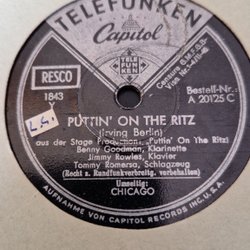 TELEFUNKEN
Capitol
TELE
FUN
KEN
RESCO
1843
Bestell-Nr.:
A 20125 C
L.G.
PUTTIN' ON THE RITZ
(Irving Berlin)
aus der Stage Production: „Puttin' On The Ritz)
Benny Goodman, Klarinette
Jimmy Rowles, Klavier
Tommy Romersa, Schlagzeug
(Recht s. Rundfunkverbreitg. vorbehalten)
Umseitig:
CHICAGO
AUFNAHME VON CAPITOL RECORDS INC. U.S.A.